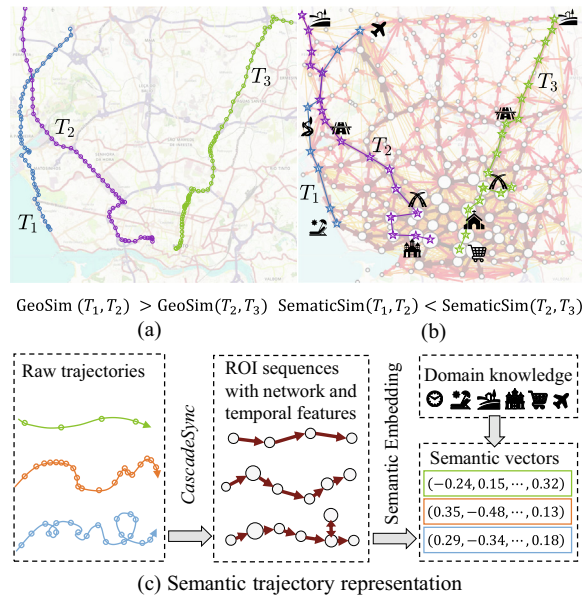 T₁
T₂
T₃
T₁
T₂
T₃
GeoSim (T₁,T₂) > GeoSim(T₂,T₃)
SematicSim(T₁,T₂) < SematicSim(T₂,T₃)
(a)
(b)
Raw trajectories
CascadeSync
ROI sequences
with network and
temporal features
Semantic Embedding
Domain knowledge
Semantic vectors
(−0.24, 0.15, ⋯, 0.32)
(0.35, −0.48, ⋯, 0.13)
(0.29, −0.34, ⋯, 0.18)
(c) Semantic trajectory representation